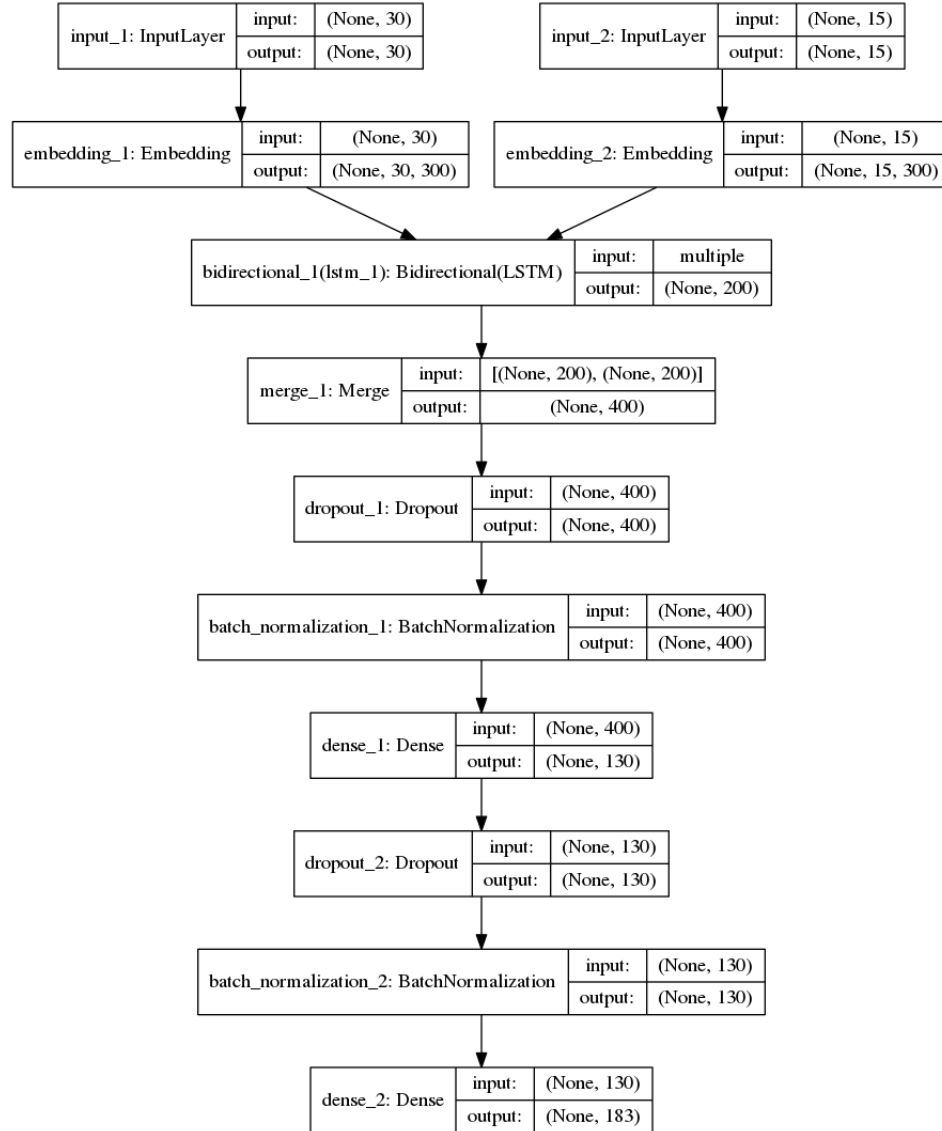 input_1: InputLayer
input: (None, 30)
output: (None, 30)
input_2: InputLayer
input: (None, 15)
output: (None, 15)
embedding_1: Embedding
input: (None, 30)
output: (None, 30, 300)
embedding_2: Embedding
input: (None, 15)
output: (None, 15, 300)
bidirectional_1(lstm_1): Bidirectional(LSTM)
input: multiple
output: (None, 200)
merge_1: Merge
input: [(None, 200), (None, 200)]
output: (None, 400)
dropout_1: Dropout
input: (None, 400)
output: (None, 400)
batch_normalization_1: BatchNormalization
input: (None, 400)
output: (None, 400)
dense_1: Dense
input: (None, 400)
output: (None, 130)
dropout_2: Dropout
input: (None, 130)
output: (None, 130)
batch_normalization_2: BatchNormalization
input: (None, 130)
output: (None, 130)
dense_2: Dense
input: (None, 130)
output: (None, 183)